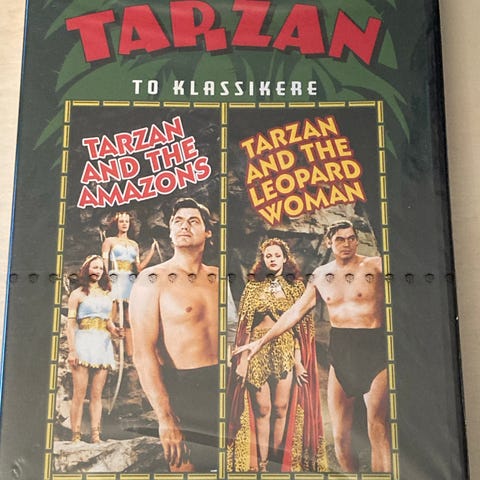 TARZAN
TO KLASSIKERE
TARZAN
AND THE
AMAZONS
TARZAN
AND THE
LEOPARD
WOMAN